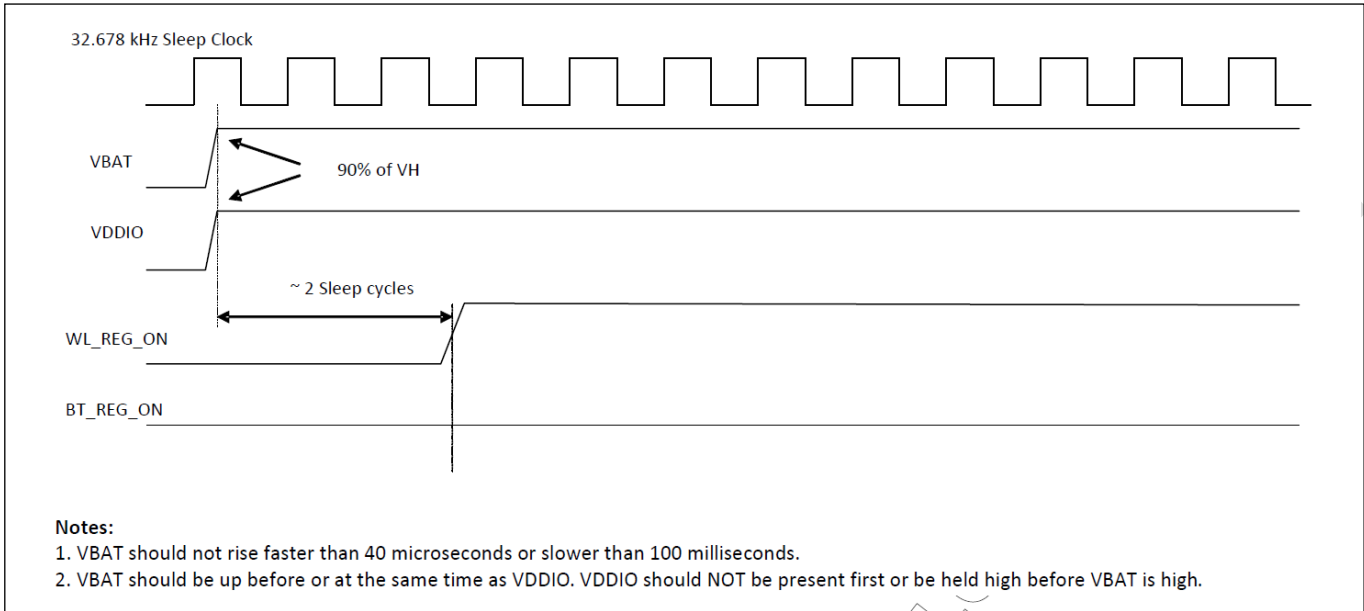 32.678 kHz Sleep Clock
VBAT
90% of VH
VDDIO
~ 2 Sleep cycles
WL_REG_ON
BT_REG_ON
Notes:
1. VBAT should not rise faster than 40 microseconds or slower than 100 milliseconds.
2. VBAT should be up before or at the same time as VDDIO. VDDIO should NOT be present first or be held high before VBAT is high.